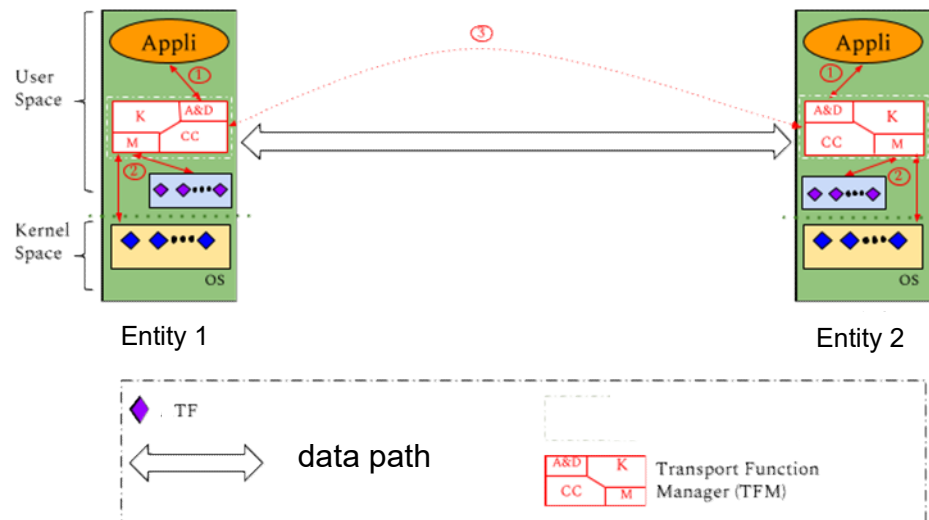 Appli
①
K
A&D
M
CC
②
OS
User
Space
Kernel
Space
Entity 1
③
Appli
①
A&D
K
CC
M
②
OS
Entity 2
TF
data path
A&D
K
CC
M
Transport Function
Manager (TFM)